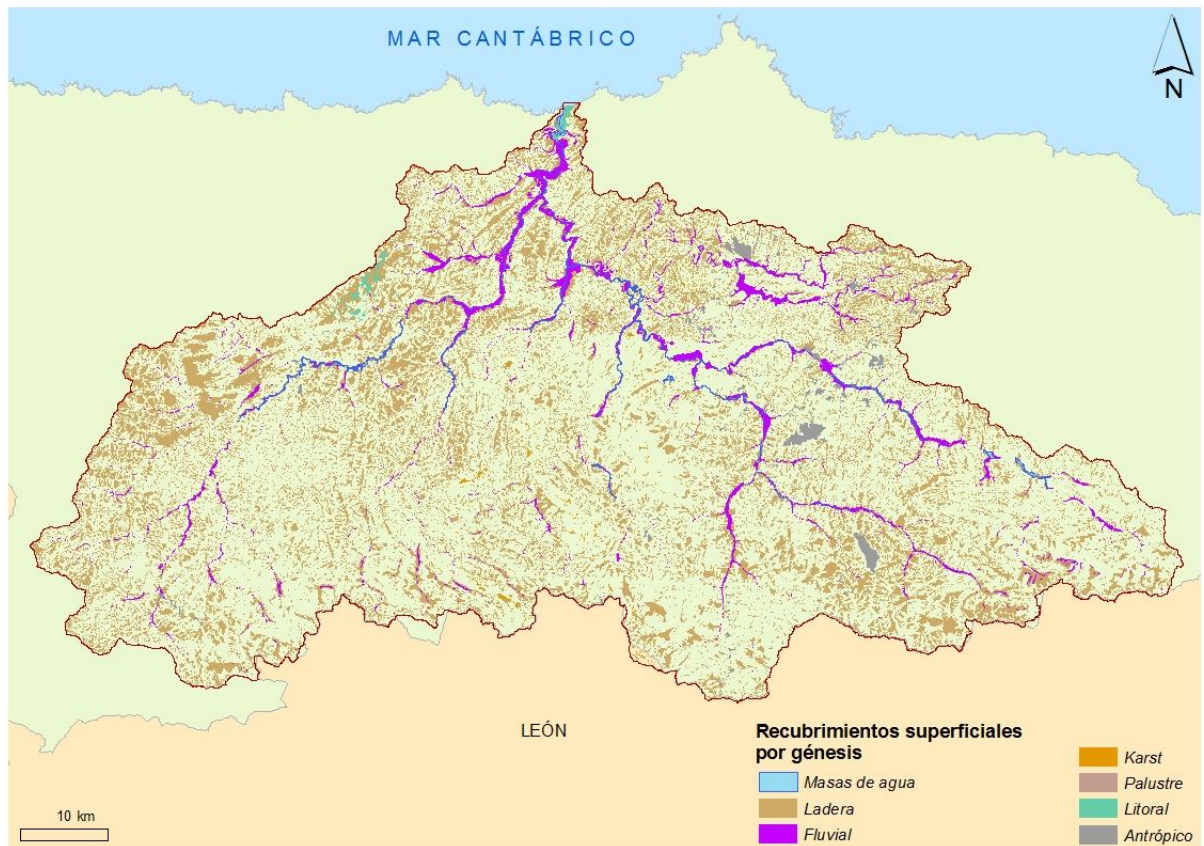 MAR CANTÁBRICO
N
LEÓN
10 km
Recubrimientos superficiales
por génesis
Masas de agua
Ladera
Fluvial
Karst
Palustre
Litoral
Antrópico